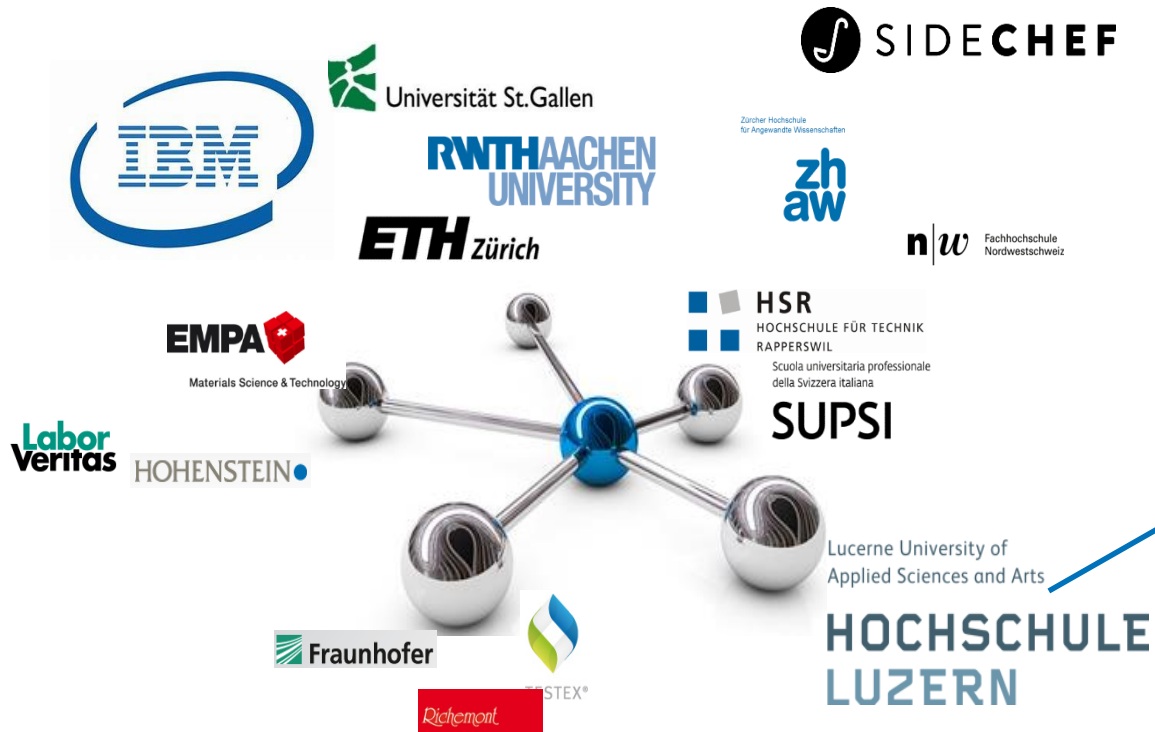 SIDECHEF
IBM
Universität St.Gallen
RWTHAACHEN
UNIVERSITY
Zürcher Hochschule
für Angewandte Wissenschaften
zh
aw
ETH Zürich
n|w Fachhochschule
Nordwestschweiz
HSR
HOCHSCHULE FÜR TECHNIK
RAPPERSWIL
EMPA
Materials Science & Technology
Scuola universitaria professionale
della Svizzera italiana
SUPSI
Labor
Veritas
HOHENSTEIN
Lucerne University of
Applied Sciences and Arts
HOCHSCHULE
LUZERN
Fraunhofer
TESTEX®
Richemont